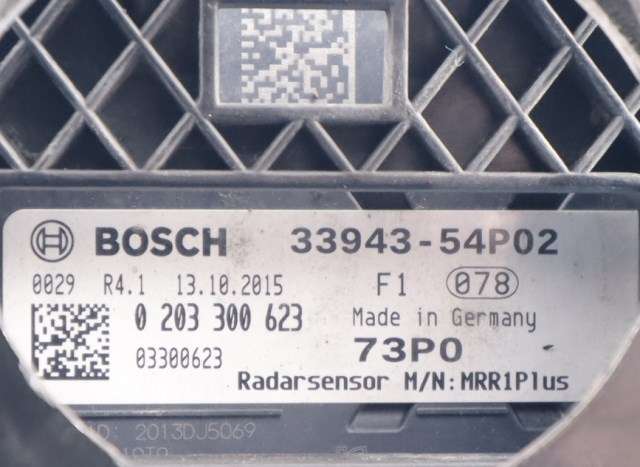 BOSCH 33943-54P02
0029 R4.1 13.10.2015 F1 078
0 203 300 623 Made in Germany
03300623 73P0
Radarsensor M/N:MRR1Plus
2013DJ5069